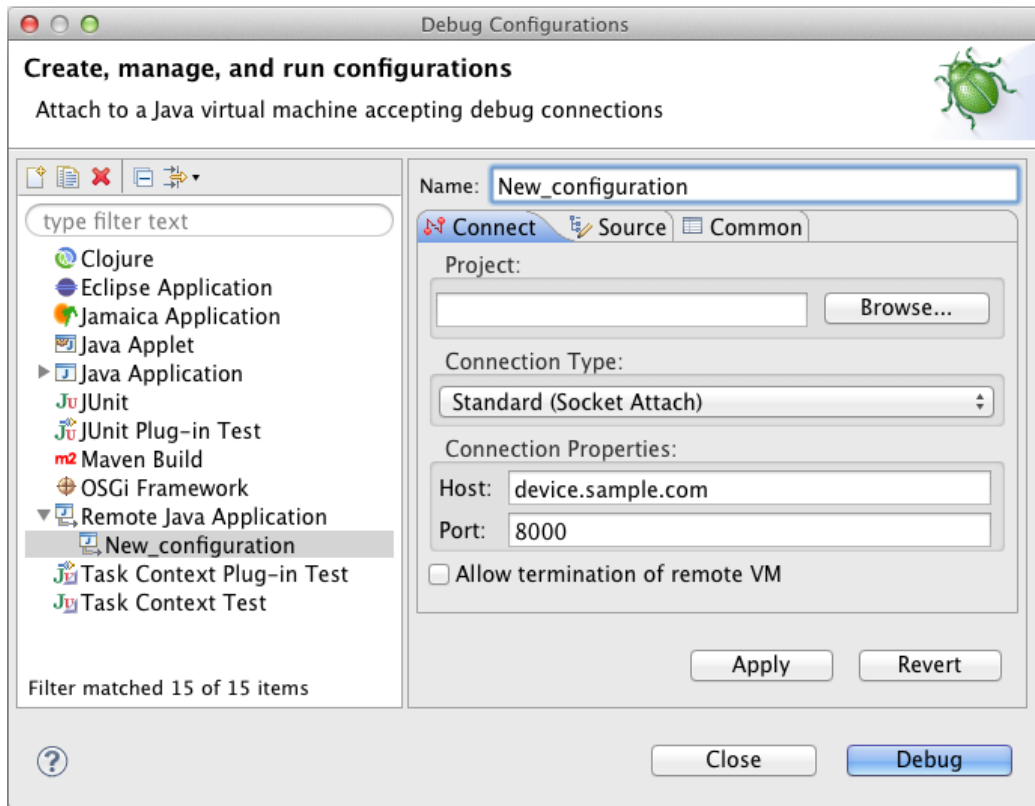 Debug Configurations
Create, manage, and run configurations
Attach to a Java virtual machine accepting debug connections
type filter text
Clojure
Eclipse Application
Jamaica Application
Java Applet
Java Application
JUnit
JUnit Plug-in Test
m2 Maven Build
OSGi Framework
Remote Java Application
New_configuration
Task Context Plug-in Test
Task Context Test
Filter matched 15 of 15 items
Name: New_configuration
Connect Source Common
Project:
Browse...
Connection Type:
Standard (Socket Attach)
Connection Properties:
Host: device.sample.com
Port: 8000
Allow termination of remote VM
Apply Revert
? Close Debug